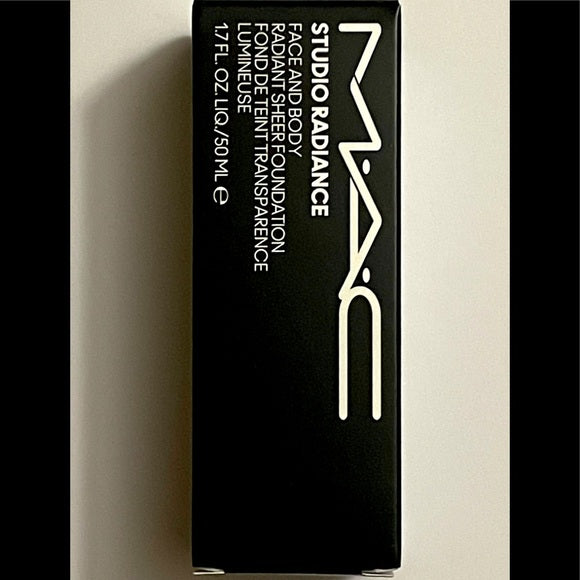 M·A·C
STUDIO RADIANCE
FACE AND BODY
RADIANT SHEER FOUNDATION
FOND DE TEINT TRANSPARENCE
LUMINEUSE
1.7 FL. OZ. LIQ./50 ML ℮